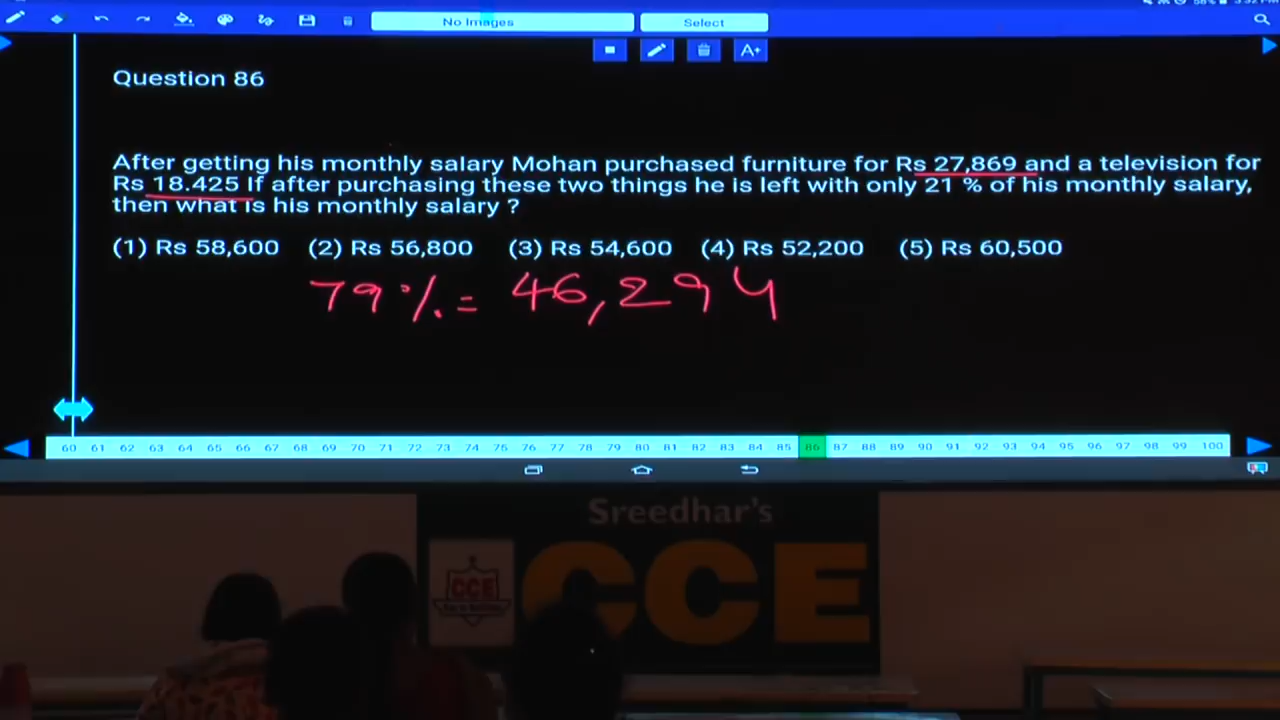 No Images
Select
A+
Question 86
After getting his monthly salary Mohan purchased furniture for Rs 27,869 and a television for
Rs 18.425 If after purchasing these two things he is left with only 21 % of his monthly salary,
then what is his monthly salary ?
(1) Rs 58,600 (2) Rs 56,800 (3) Rs 54,600 (4) Rs 52,200 (5) Rs 60,500
79%= 46,294
60 61 62 63 64 65 66 67 68 69 70 71 72 73 74 75 76 77 78 79 80 81 82 83 84 85 86 87 88 89 90 91 92 93 94 95 96 97 98 99 100
Sreedhar's
CCE
CCE